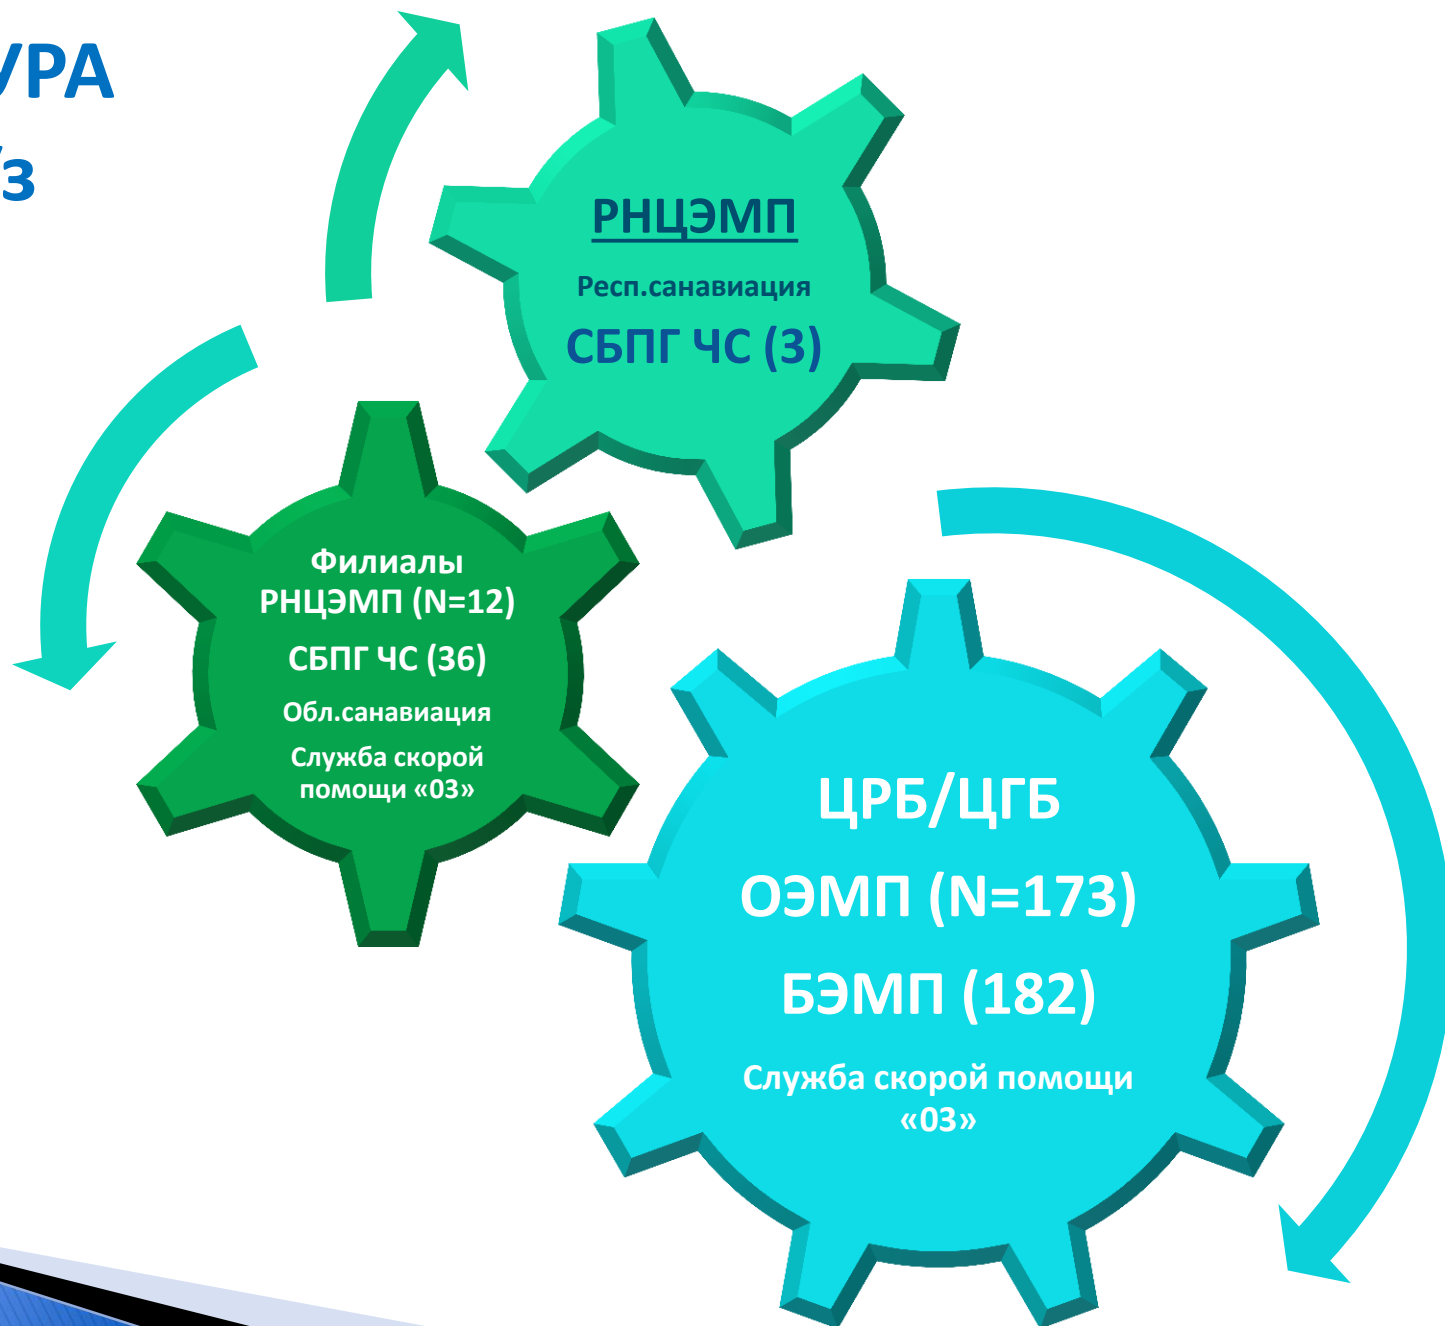 УРА
/з
РНЦЭМП
Респ.санавиация
СБПГ ЧС (3)
Филиалы
РНЦЭМП (N=12)
СБПГ ЧС (36)
Обл.санавиация
Служба скорой
помощи «03»
ЦРБ/ЦГБ
ОЭМП (N=173)
БЭМП (182)
Служба скорой помощи
«03»